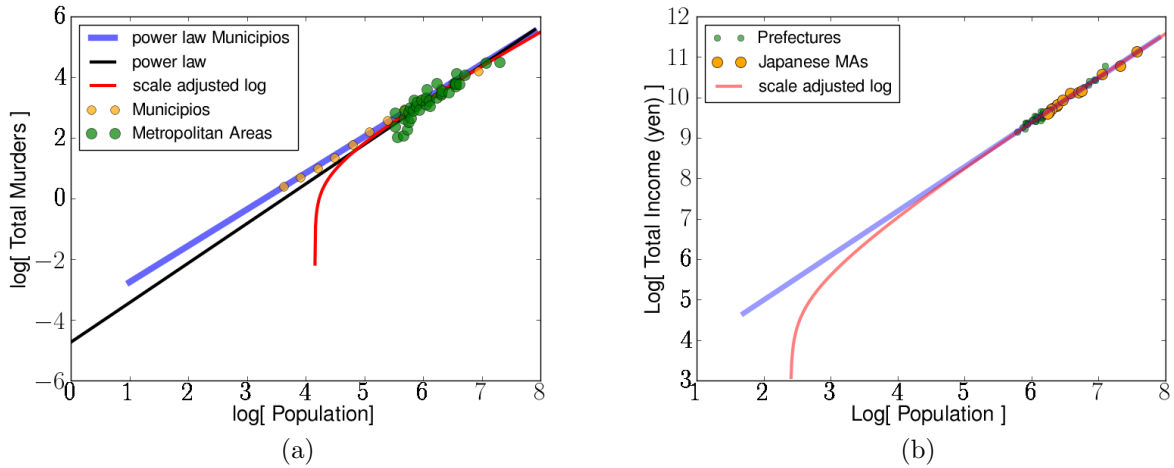 6
4
2
0
−2
−4
−6
log[ Total Murders ]
power law Municipios
power law
scale adjusted log
Municipios
Metropolitan Areas
0 1 2 3 4 5 6 7 8
log[ Population]
(a)
12
11
10
9
8
7
6
5
4
3
Log[ Total Income (yen) ]
Prefectures
Japanese MAs
scale adjusted log
1 2 3 4 5 6 7 8
Log[ Population ]
(b)